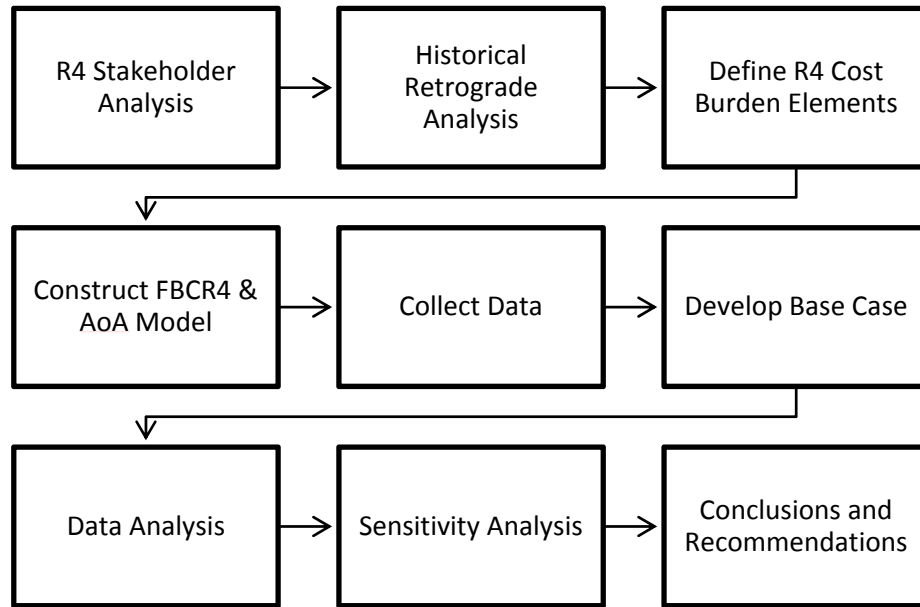 R4 Stakeholder
Analysis
Historical
Retrograde
Analysis
Define R4 Cost
Burden Elements
Construct FBCR4 &
AoA Model
Collect Data
Develop Base Case
Data Analysis
Sensitivity Analysis
Conclusions and
Recommendations